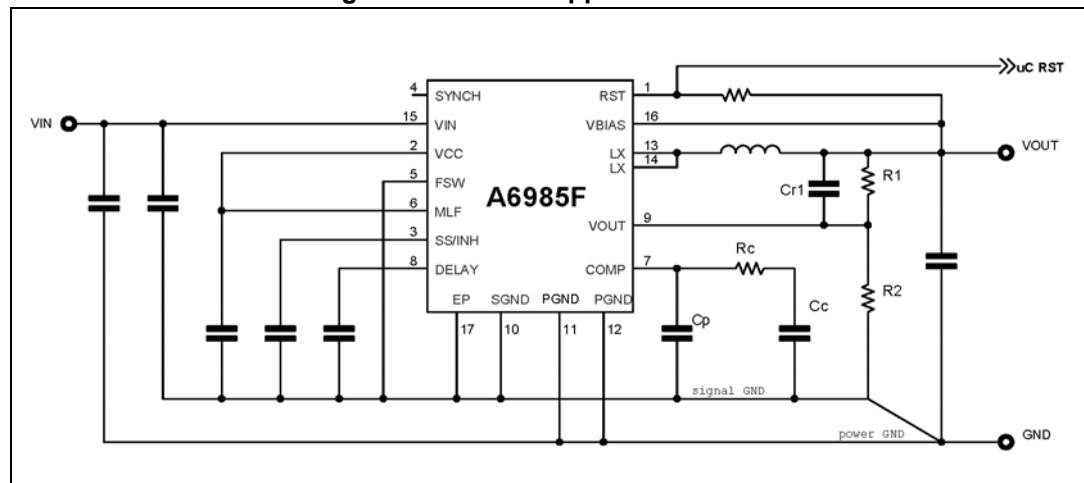 4
SYNCH
RST
1
uC RST
VIN
15
VIN
VBIAS
16
2
VCC
LX
13
LX
14
VOUT
5
FSW
A6985F
Cr1
R1
6
MLF
VOUT
9
3
SS/INH
8
DELAY
COMP
7
Rc
R2
EP
SGND
PGND
PGND
17
10
11
12
Cp
Cc
signal GND
power GND
GND